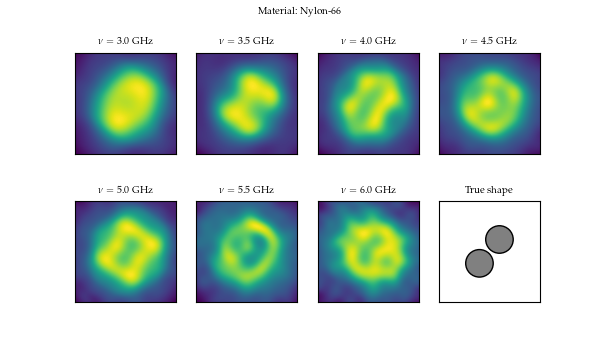 Material: Nylon-66
ν = 3.0 GHz
ν = 3.5 GHz
ν = 4.0 GHz
ν = 4.5 GHz
ν = 5.0 GHz
ν = 5.5 GHz
ν = 6.0 GHz
True shape